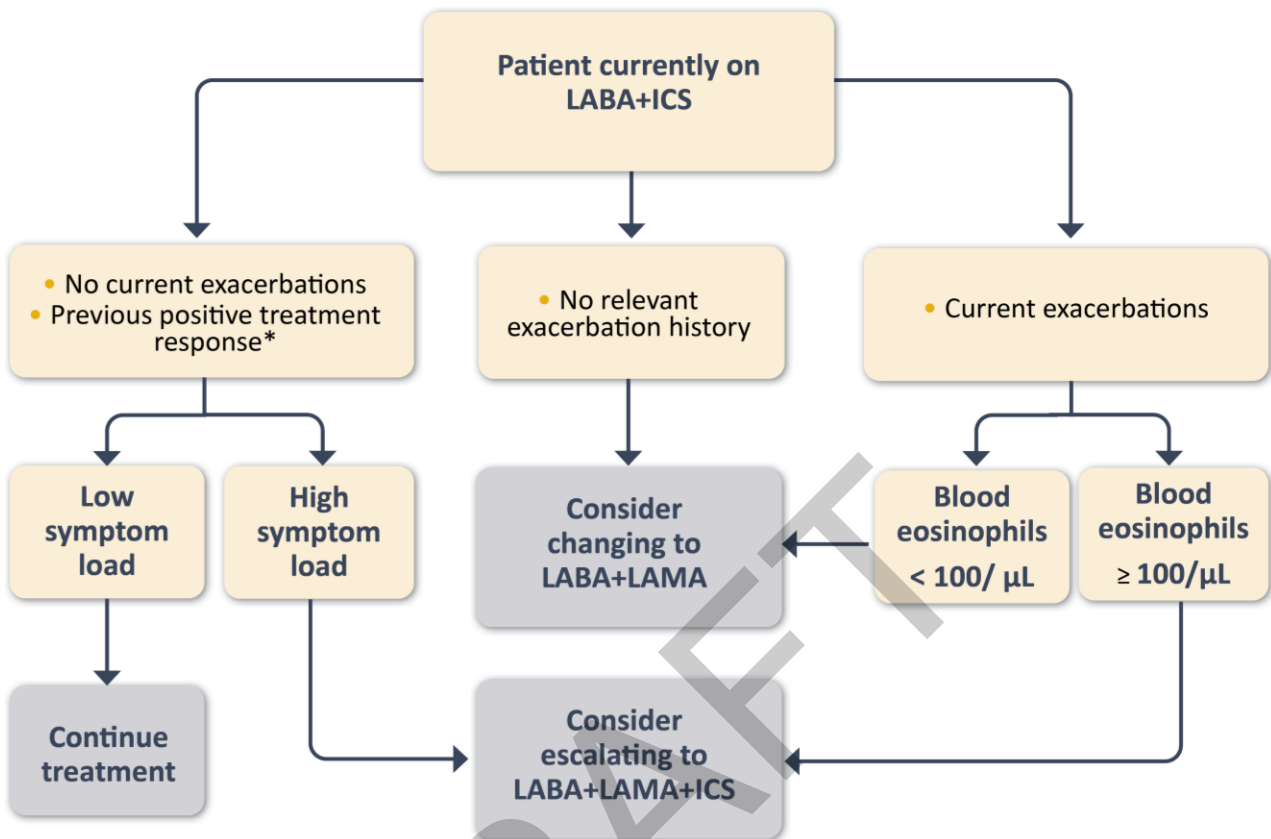 Patient currently on
LABA+ICS
• No current exacerbations
• Previous positive treatment
response*
• No relevant
exacerbation history
• Current exacerbations
Low
symptom
load
High
symptom
load
Consider
changing to
LABA+LAMA
Blood
eosinophils
< 100/ µL
Blood
eosinophils
≥ 100/µL
Continue
treatment
Consider
escalating to
LABA+LAMA+ICS
RAFT